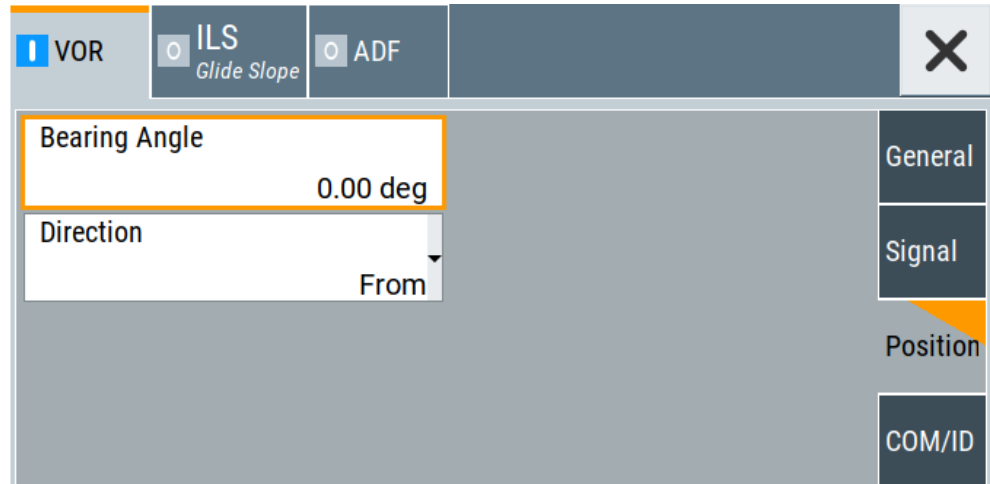 VOR
ILS
Glide Slope
ADF
Bearing Angle
0.00 deg
Direction
From
General
Signal
Position
COM/ID